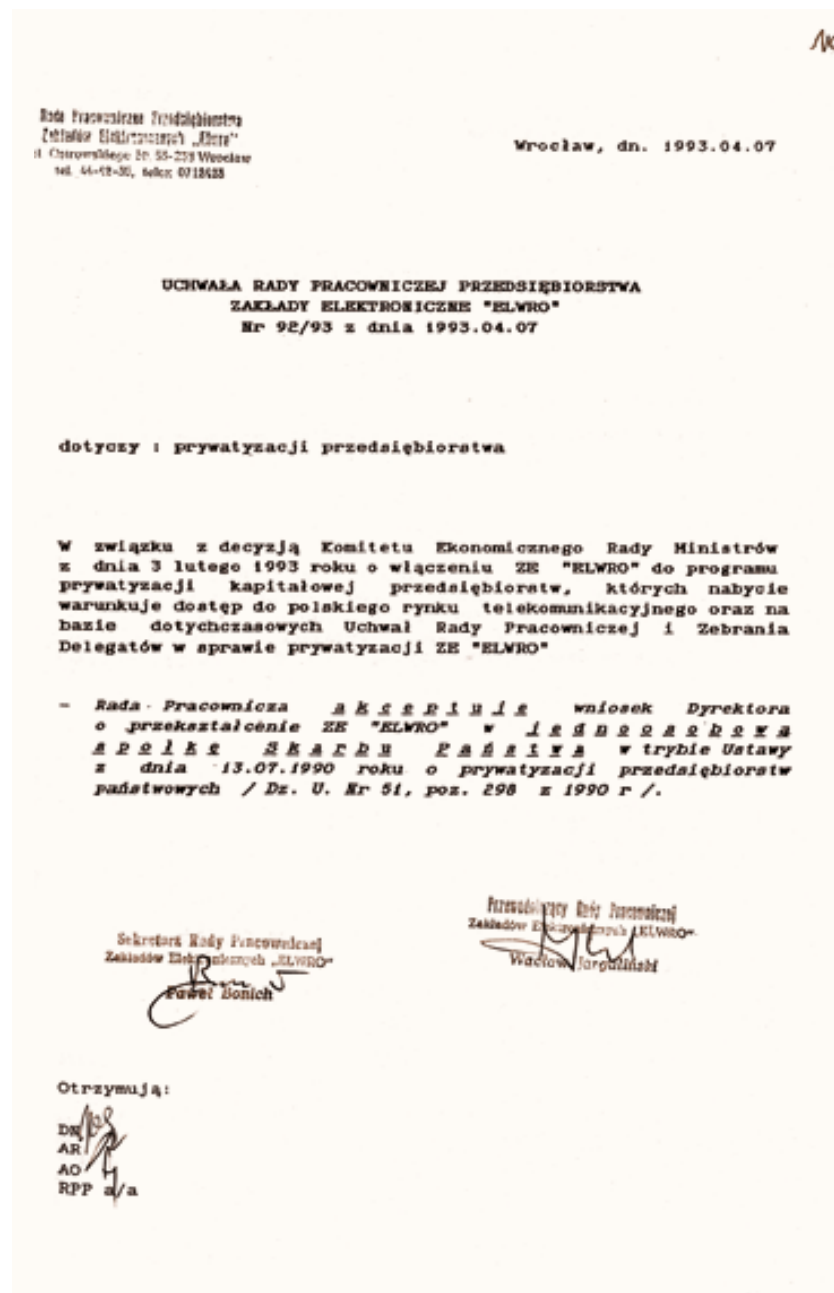 Rada Pracownicza Przedsiębiorstwa
Zakładów Elektronicznych „Elwro"
Wrocław, dn. 1993.04.07
UCHWAŁA RADY PRACOWNICZEJ PRZEDSIĘBIORSTWA
ZAKŁADY ELEKTRONICZNE "ELWRO"
Nr 92/93 z dnia 1993.04.07
dotyczy : prywatyzacji przedsiębiorstwa
W związku z decyzją Komitetu Ekonomicznego Rady Ministrów
z dnia 3 lutego 1993 roku o włączeniu ZE "ELWRO" do programu
prywatyzacji kapitałowej przedsiębiorstw, których nabycie
warunkuje dostęp do polskiego rynku telekomunikacyjnego oraz na
bazie dotychczasowych Uchwał Rady Pracowniczej i Zebrania
Delegatów w sprawie prywatyzacji ZE "ELWRO"
- Rada Pracownicza a k c e p t u j e wniosek Dyrektora
o przekształcenie ZE "ELWRO" w j e d n o o s o b o w ą
s p ó ł k ę S k a r b u P a ń s t w a w trybie Ustawy
z dnia 13.07.1990 roku o prywatyzacji przedsiębiorstw
państwowych / Dz. U. Nr 51, poz. 298 z 1990 r /.
Przewodniczący Rady Pracowniczej
Zakładów Elektronicznych „ELWRO"
Wacław
Sekretarz Rady Pracowniczej
Zakładów Elektronicznych „ELWRO"
Paweł Bonich
Otrzymują:
DN
AR
AO
RPP a/a